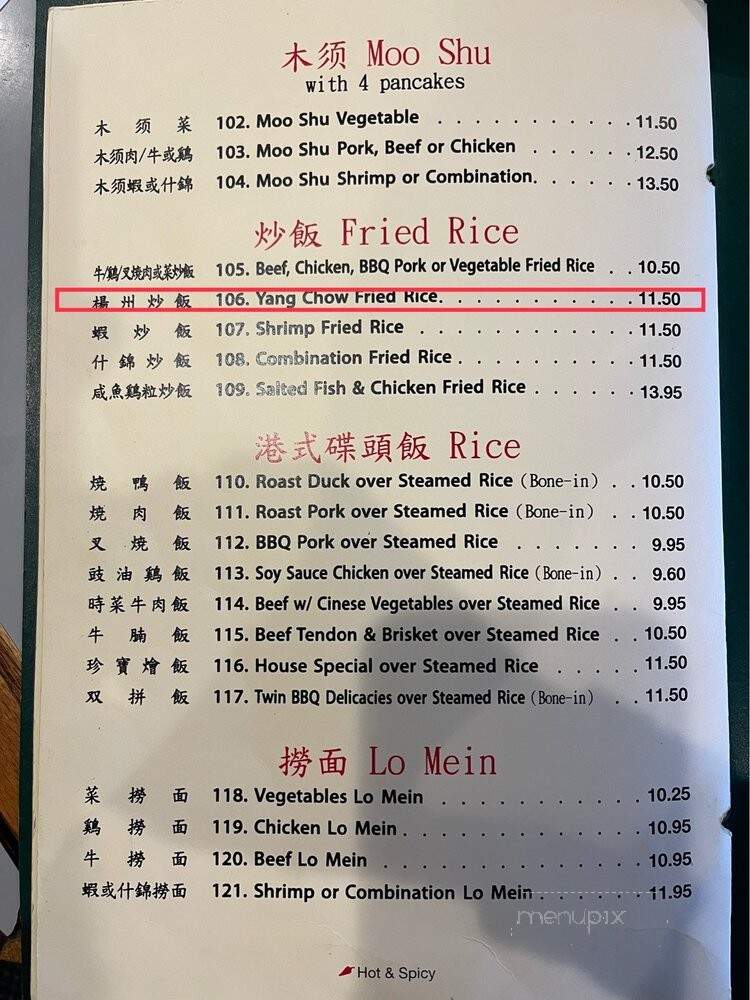 木须 Moo Shu
with 4 pancakes
木须菜 102. Moo Shu Vegetable . . . . . . . . . . . 11.50
木须肉/牛或鷄 103. Moo Shu Pork, Beef or Chicken . . . . . . 12.50
木须蝦或什錦 104. Moo Shu Shrimp or Combination. . . . . . 13.50
炒飯 Fried Rice
牛/鷄/叉燒肉或菜炒飯 105. Beef, Chicken, BBQ Pork or Vegetable Fried Rice . . 10.50
楊州炒飯 106. Yang Chow Fried Rice. . . . . . . . . . . 11.50
蝦炒飯 107. Shrimp Fried Rice . . . . . . . . . . . . 11.50
什錦炒飯 108. Combination Fried Rice . . . . . . . . . . 11.50
咸魚鷄粒炒飯 109. Salted Fish & Chicken Fried Rice . . . . . . 13.95
港式碟頭飯 Rice
燒鴨飯 110. Roast Duck over Steamed Rice (Bone-in) . . 10.50
燒肉飯 111. Roast Pork over Steamed Rice (Bone-in) . . 10.50
叉燒飯 112. BBQ Pork over Steamed Rice . . . . . . . 9.95
豉油鷄飯 113. Soy Sauce Chicken over Steamed Rice (Bone-in) . . 9.60
時菜牛肉飯 114. Beef w/ Cinese Vegetables over Steamed Rice . . 9.95
牛腩飯 115. Beef Tendon & Brisket over Steamed Rice . . 10.50
珍寶燴飯 116. House Special over Steamed Rice . . . . . 11.50
双拼飯 117. Twin BBQ Delicacies over Steamed Rice (Bone-in) . . 11.50
撈面 Lo Mein
菜撈面 118. Vegetables Lo Mein . . . . . . . . . . . 10.25
鷄撈面 119. Chicken Lo Mein . . . . . . . . . . . . 10.95
牛撈面 120. Beef Lo Mein . . . . . . . . . . . . . 10.95
蝦或什錦撈面 121. Shrimp or Combination Lo Mein . . . . . . 11.95
menupix
Hot & Spicy